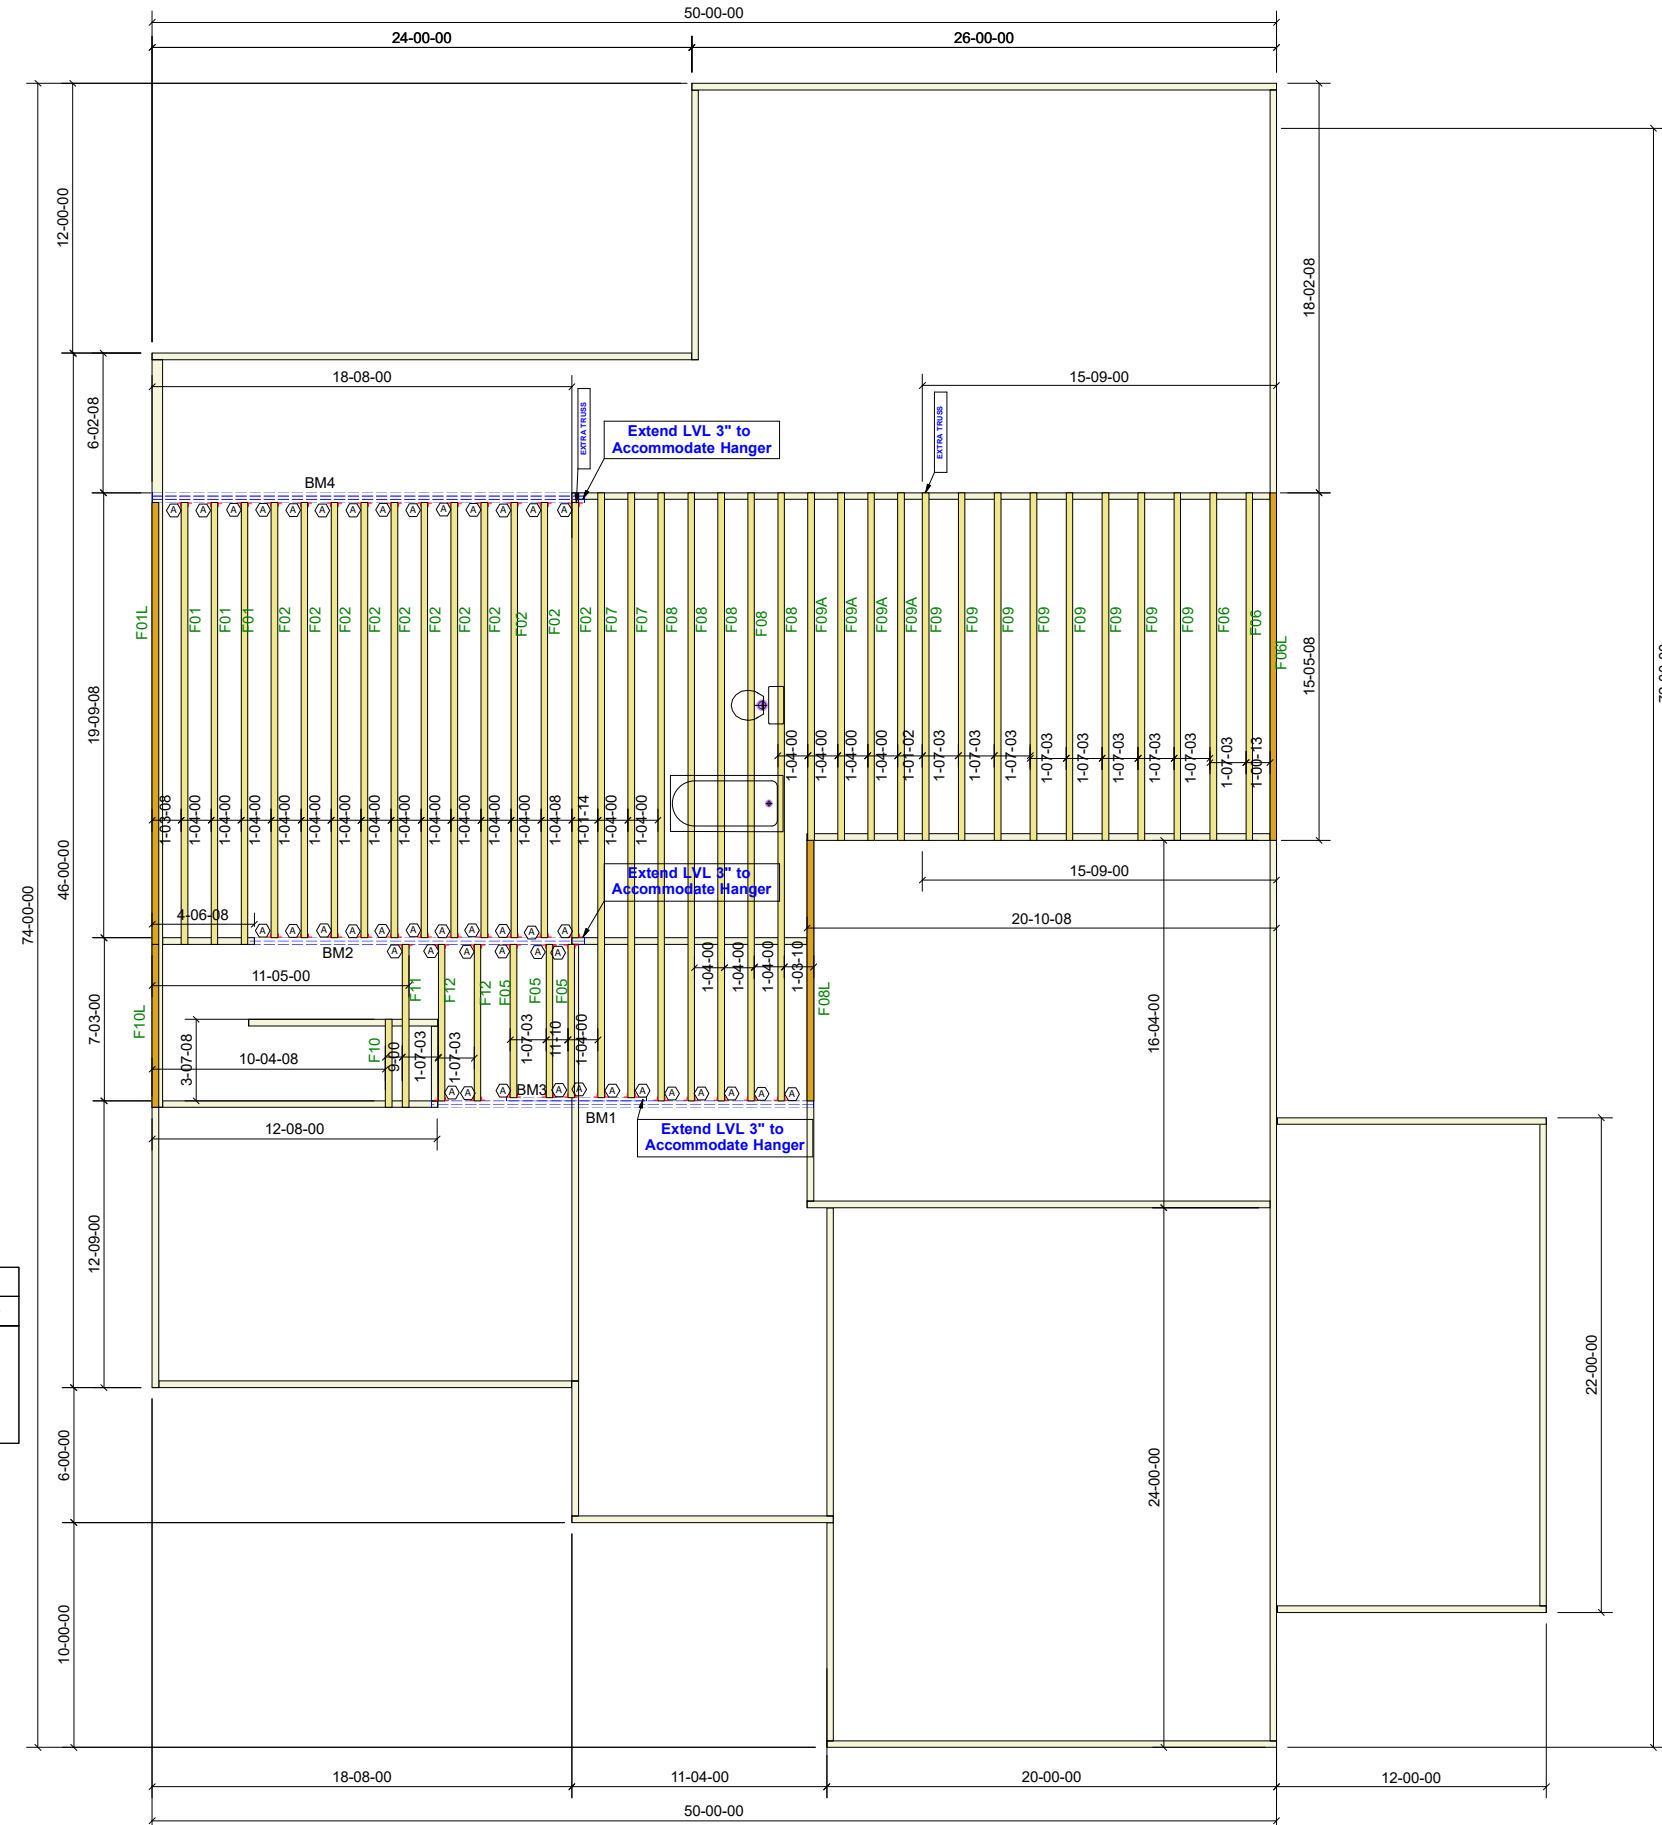 50-00-00
24-00-00
26-00-00
12-00-00
18-02-08
18-08-00
15-09-00
6-02-08
EXTRA TRUSS
EXTRA TRUSS
Extend LVL 3" to
Accommodate Hanger
BM4
A A A A A A A A A A A A A A
F01L
F01
F01
F01
F02
F02
F02
F02
F02
F02
F02
F02
F02
F02
F02
F07
F07
F08
F08
F08
F08
F08
F09A
F09A
F09A
F09A
F09
F09
F09
F09
F09
F09
F09
F09
F06
F06
F06L
15-05-08
19-09-08
1-04-00
1-04-00
1-04-00
1-04-00
1-01-02
1-07-03
1-07-03
1-07-03
1-07-03
1-07-03
1-07-03
1-07-03
1-07-03
1-07-03
1-00-13
1-03-08
1-04-00
1-04-00
1-04-00
1-04-00
1-04-00
1-04-00
1-04-00
1-04-00
1-04-00
1-04-00
1-04-00
1-04-00
1-04-08
1-01-14
1-04-00
1-04-00
46-00-00
74-00-00
Extend LVL 3" to
Accommodate Hanger
15-09-00
4-06-08
20-10-08
A A A A A A A A A A A
BM2
A A A A A A
11-05-00
1-04-00
1-04-00
1-04-00
1-03-10
F11
F12
F12
F05
F05
F05
F08L
7-03-00
F10L
3-07-08
10-04-08
F10
9-00
1-07-03
1-07-03
1-07-03
11-10
1-04-00
16-04-00
A A A BM3 A A A A A A A A A
BM1
Extend LVL 3" to
Accommodate Hanger
12-08-00
12-09-00
22-00-00
6-00-00
24-00-00
10-00-00
18-08-00
11-04-00
20-00-00
12-00-00
50-00-00